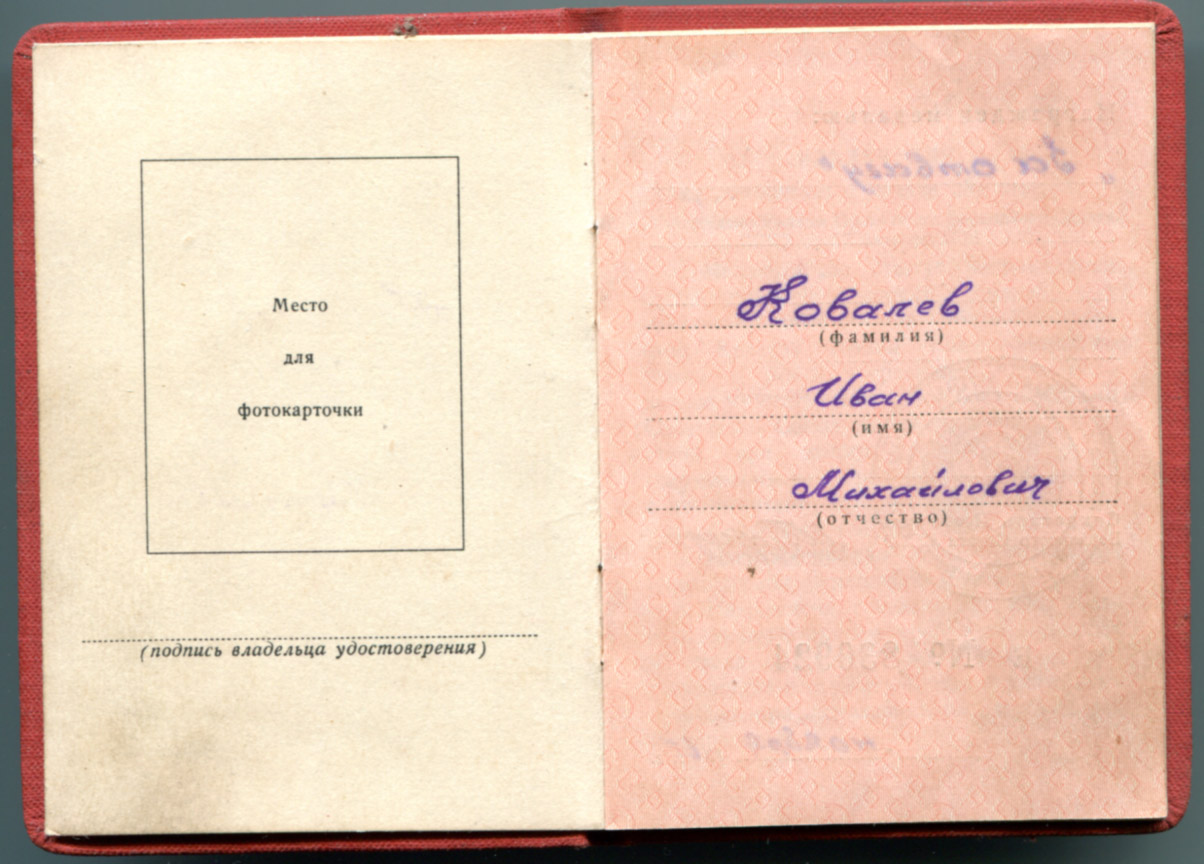 Место
для
фотокарточки
(подпись владельца удостоверения)
„За отвагу“
Ковалев
(фамилия)
Иван
(имя)
Михайлович
(отчество)